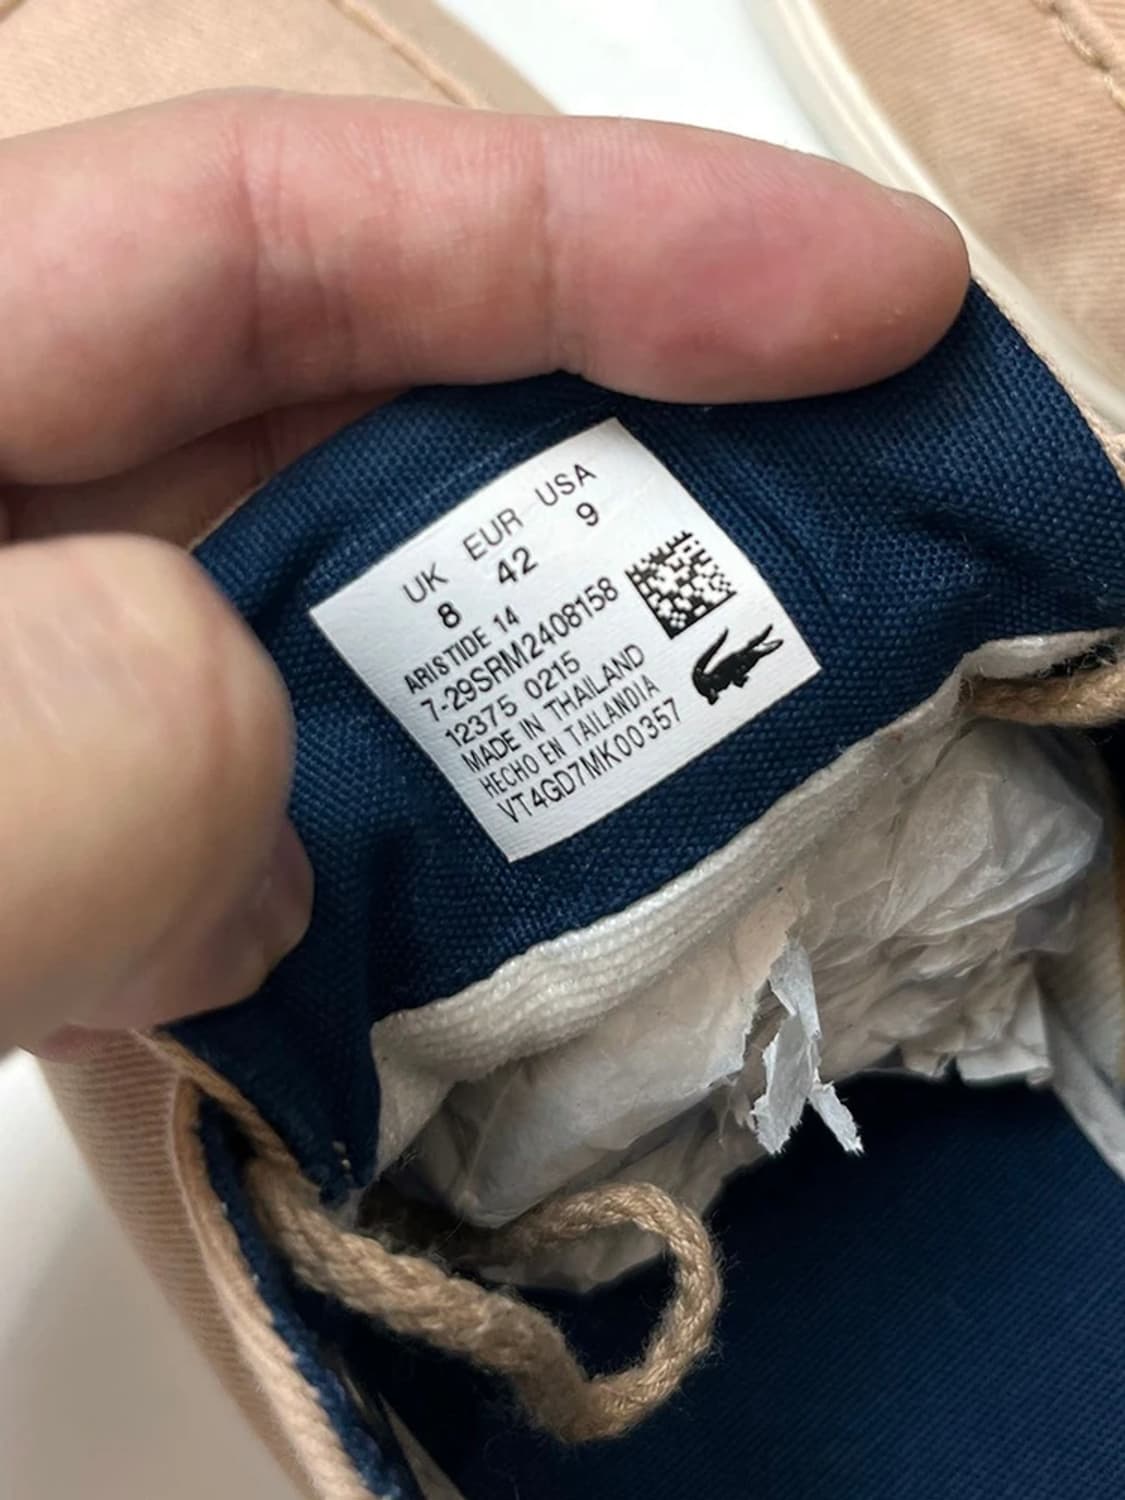 UK EUR USA
8 42 9
ARISTIDE 14
7-29SRM2408158
12375 0215
MADE IN THAILAND
HECHO EN TAILANDIA
VT4GD7MK00357